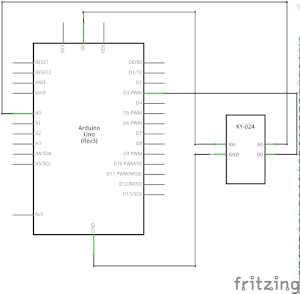 3V3
5V
VIN
RESET
RESET2
AREF
ioref
A0
A1
A2
A3
A4/SDA
A5/SCL
N/C
Arduino
Uno
(Rev3)
D0/RX
D1/TX
D2
D3 PWM
D4
D5 PWM
D6 PWM
D7
D8
D9 PWM
D10 PWM/SS
D11 PWM/MOSI
D12/MISO
D13/SCK
GND
KY-024
Vin
GND
A0
D0
fritzing